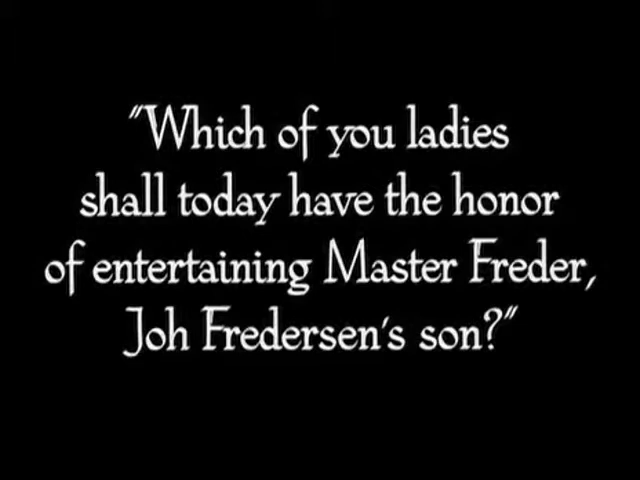 "Which of you ladies
shall today have the honor
of entertaining Master Freder,
Joh Fredersen's son?"